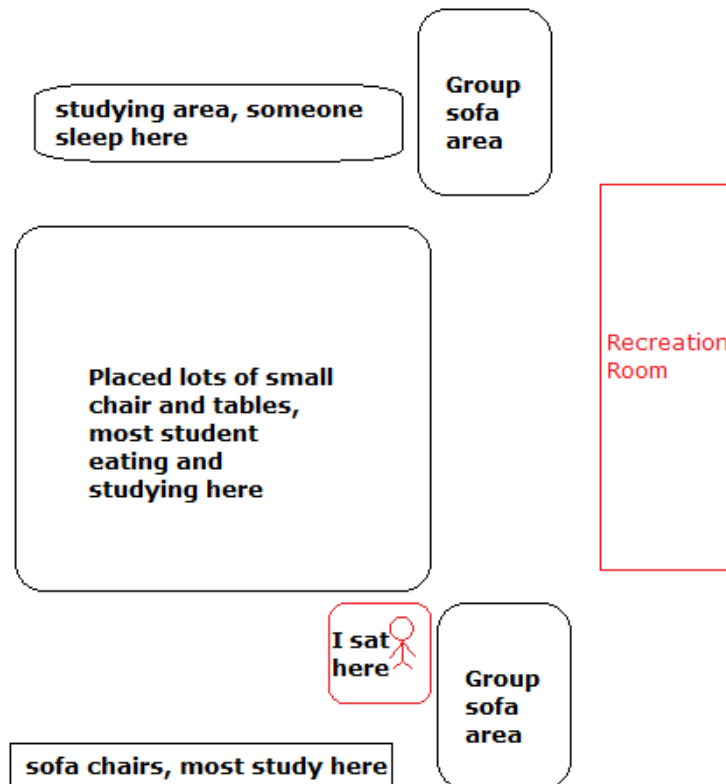 studying area, someone
sleep here
Group
sofa
area
Recreation
Room
Placed lots of small
chair and tables,
most student
eating and
studying here
I sat
here
Group
sofa
area
sofa chairs, most study here